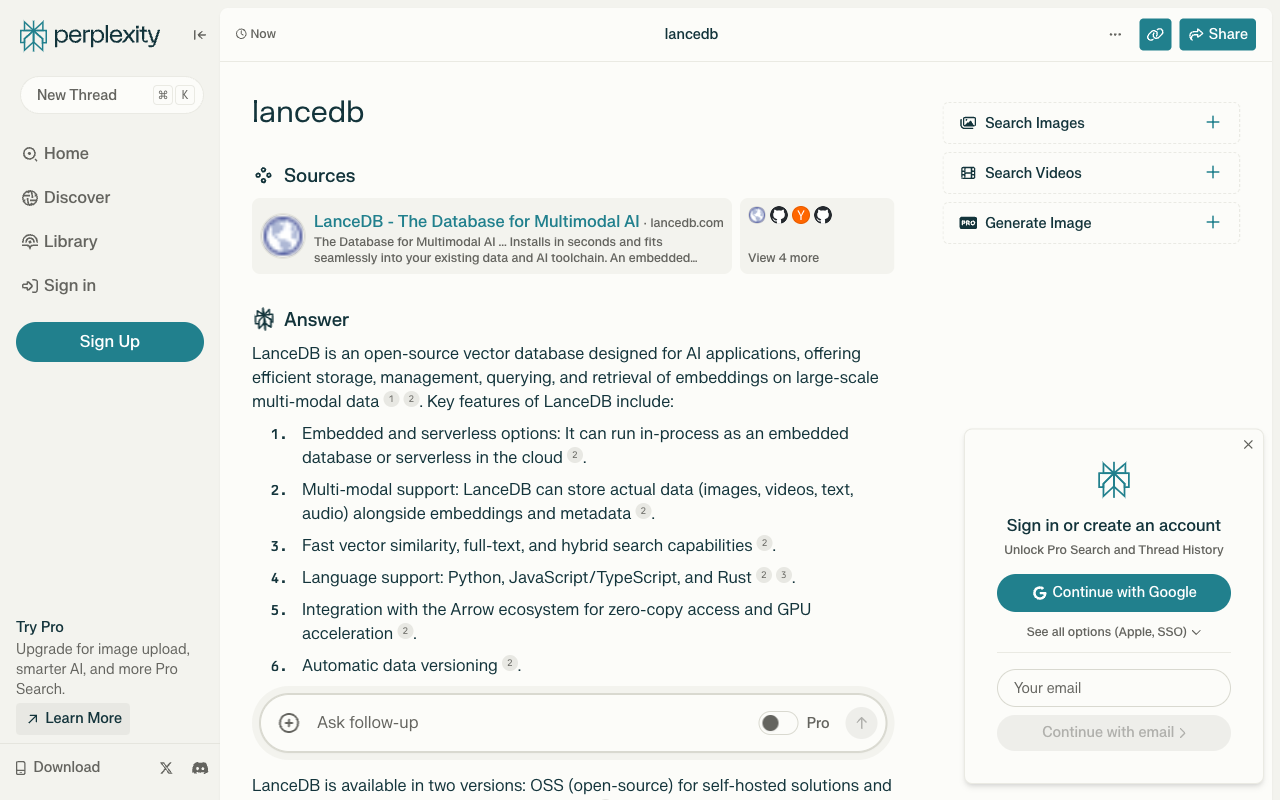 perplexity
New Thread ⌘ K
Home
Discover
Library
Sign in
Sign Up
Try Pro
Upgrade for image upload,
smarter AI, and more Pro
Search.
Learn More
Download
Now
lancedb
Share
lancedb
Sources
LanceDB - The Database for Multimodal AI · lancedb.com
The Database for Multimodal AI ... Installs in seconds and fits
seamlessly into your existing data and AI toolchain. An embedded...
Y
View 4 more
Answer
LanceDB is an open-source vector database designed for AI applications, offering
efficient storage, management, querying, and retrieval of embeddings on large-scale
multi-modal data 1 2. Key features of LanceDB include:
1. Embedded and serverless options: It can run in-process as an embedded
database or serverless in the cloud 2.
2. Multi-modal support: LanceDB can store actual data (images, videos, text,
audio) alongside embeddings and metadata 2.
3. Fast vector similarity, full-text, and hybrid search capabilities 2.
4. Language support: Python, JavaScript/TypeScript, and Rust 2 3.
5. Integration with the Arrow ecosystem for zero-copy access and GPU
acceleration 2.
6. Automatic data versioning 2.
Ask follow-up
Pro
LanceDB is available in two versions: OSS (open-source) for self-hosted solutions and
Search Images
Search Videos
PRO Generate Image
Sign in or create an account
Unlock Pro Search and Thread History
Continue with Google
See all options (Apple, SSO)
Your email
Continue with email